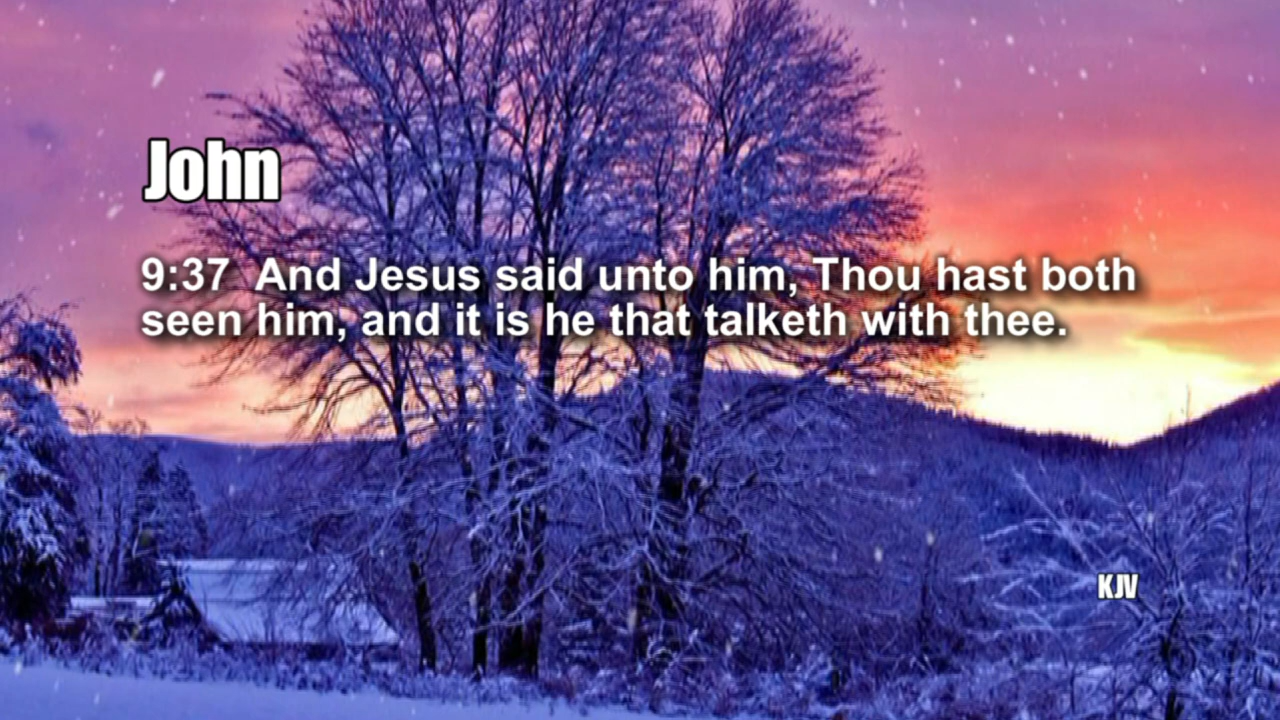 John
9:37 And Jesus said unto him, Thou hast both
seen him, and it is he that talketh with thee.
KJV